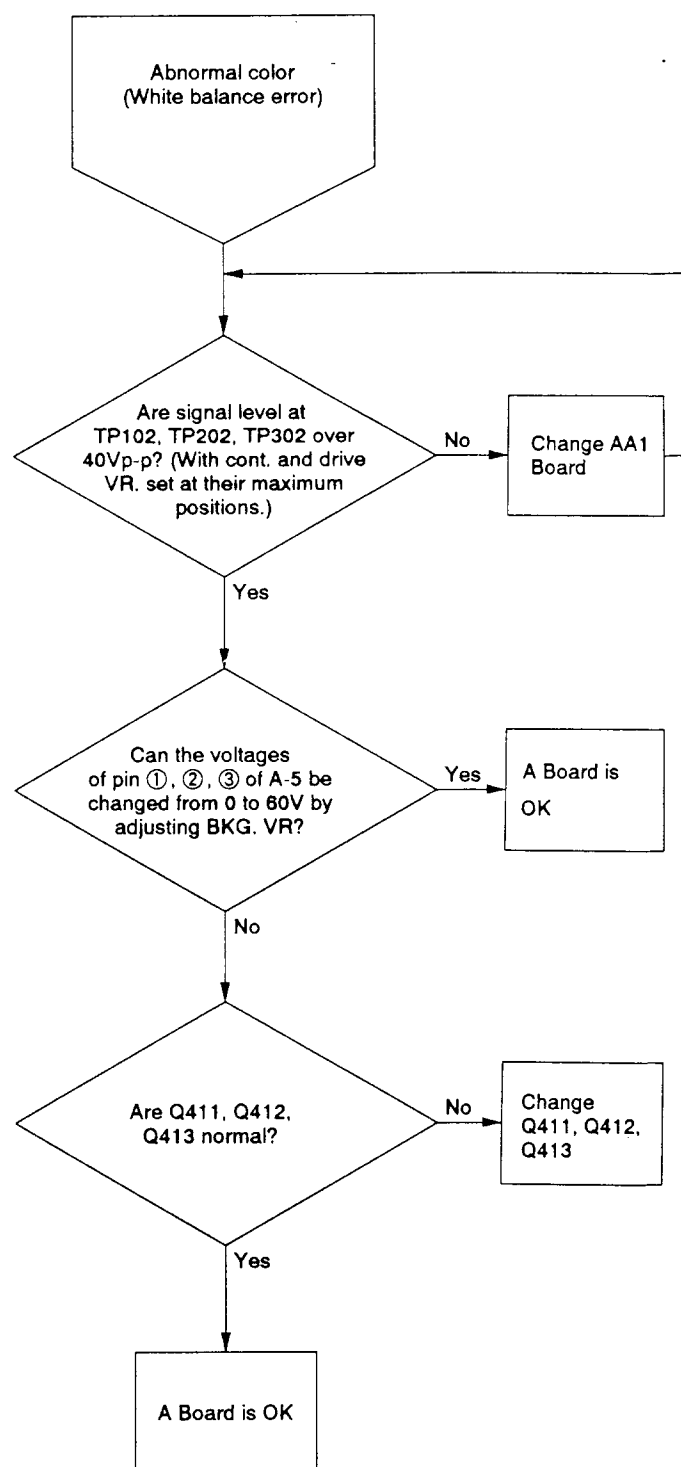 Abnormal color
(White balance error)
Are signal level at
TP102, TP202, TP302 over
40Vp-p? (With cont. and drive
VR. set at their maximum
positions.)
No
Change AA1
Board
Yes
Can the voltages
of pin ①, ②, ③ of A-5 be
changed from 0 to 60V by
adjusting BKG. VR?
Yes
A Board is
OK
No
Are Q411, Q412,
Q413 normal?
No
Change
Q411, Q412,
Q413
Yes
A Board is OK